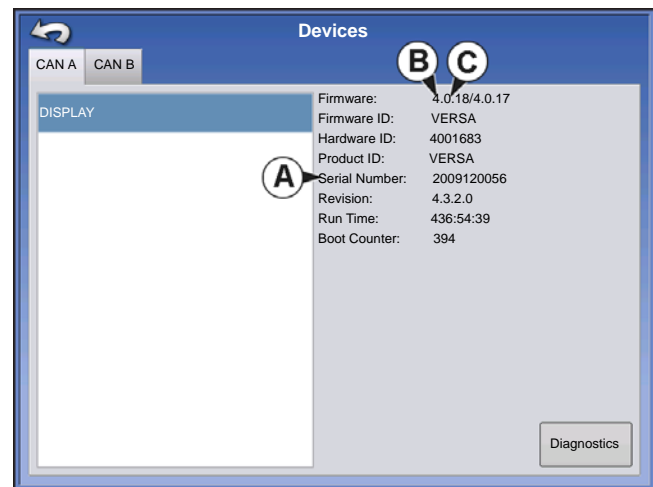 Devices
CAN A CAN B
B C
DISPLAY
Firmware: 4.0.18/4.0.17
Firmware ID: VERSA
Hardware ID: 4001683
Product ID: VERSA
A Serial Number: 2009120056
Revision: 4.3.2.0
Run Time: 436:54:39
Boot Counter: 394
Diagnostics